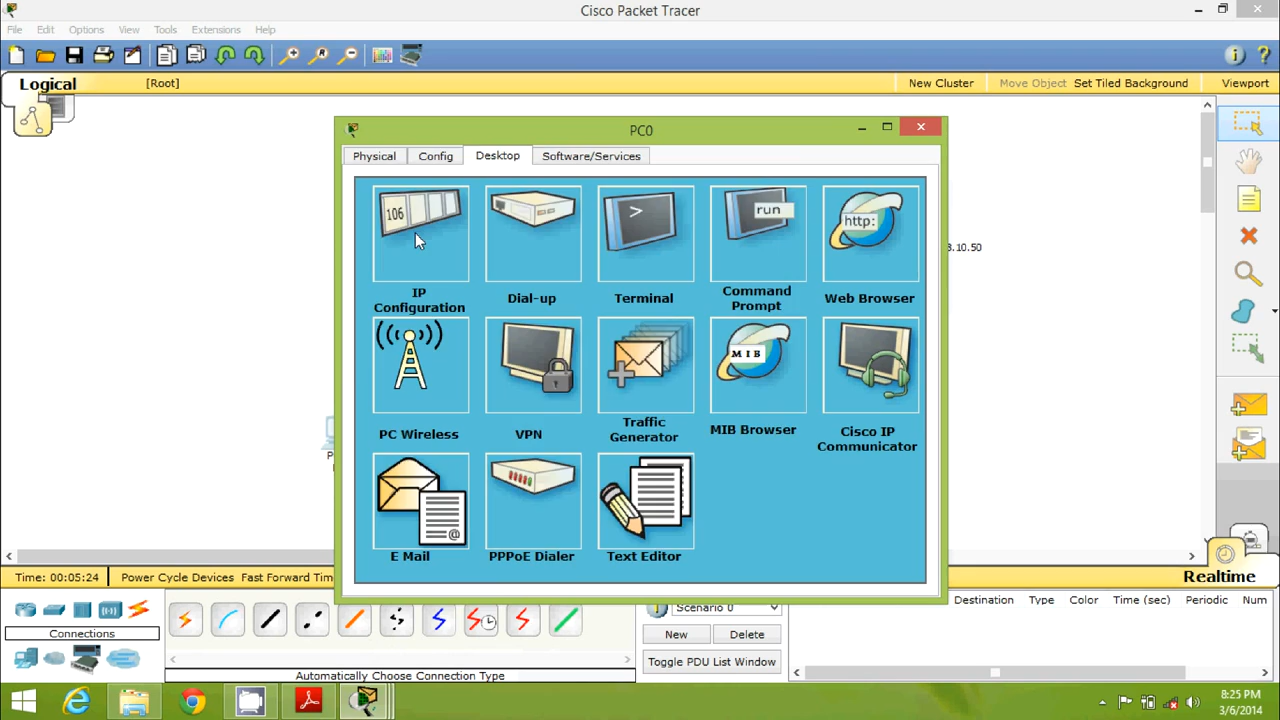 Cisco Packet Tracer
File Edit Options View Tools Extensions Help
Logical [Root] New Cluster Move Object Set Tiled Background Viewport
PC0
Physical Config Desktop Software/Services
106
>
run
http:
IP Configuration
Dial-up
Terminal
Command Prompt
Web Browser
MIB
PC Wireless
VPN
Traffic Generator
MIB Browser
Cisco IP Communicator
@
E Mail
PPPoE Dialer
Text Editor
3.10.50
P
Time: 00:05:24 Power Cycle Devices Fast Forward Tim
Realtime
Connections
Automatically Choose Connection Type
Scenario 0
New Delete
Toggle PDU List Window
Destination Type Color Time (sec) Periodic Num
8:25 PM
3/6/2014